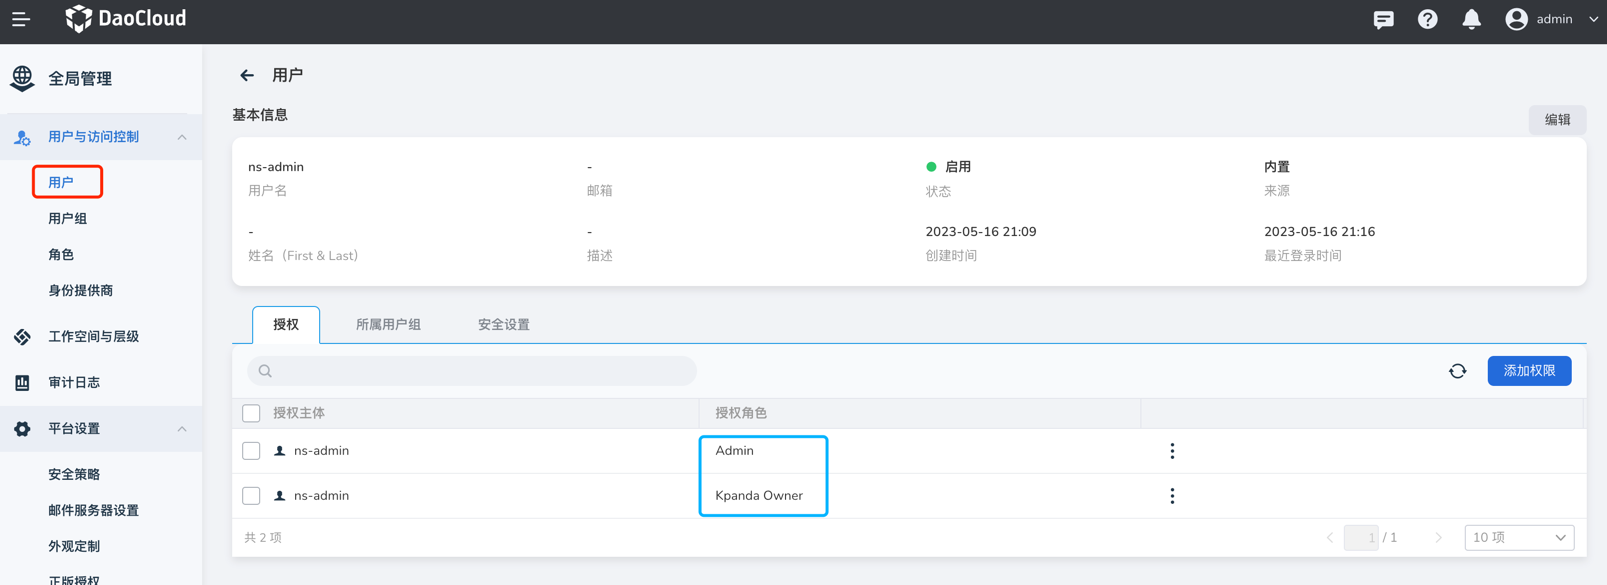 DaoCloud
admin
全局管理
用户与访问控制
用户
用户组
角色
身份提供商
工作空间与层级
审计日志
平台设置
安全策略
邮件服务器设置
外观定制
正版授权
用户
基本信息
编辑
ns-admin
用户名
-
邮箱
启用
状态
内置
来源
-
姓名（First & Last）
-
描述
2023-05-16 21:09
创建时间
2023-05-16 21:16
最近登录时间
授权
所属用户组
安全设置
添加权限
授权主体
授权角色
ns-admin
Admin
ns-admin
Kpanda Owner
共 2 项
1 / 1
10 项